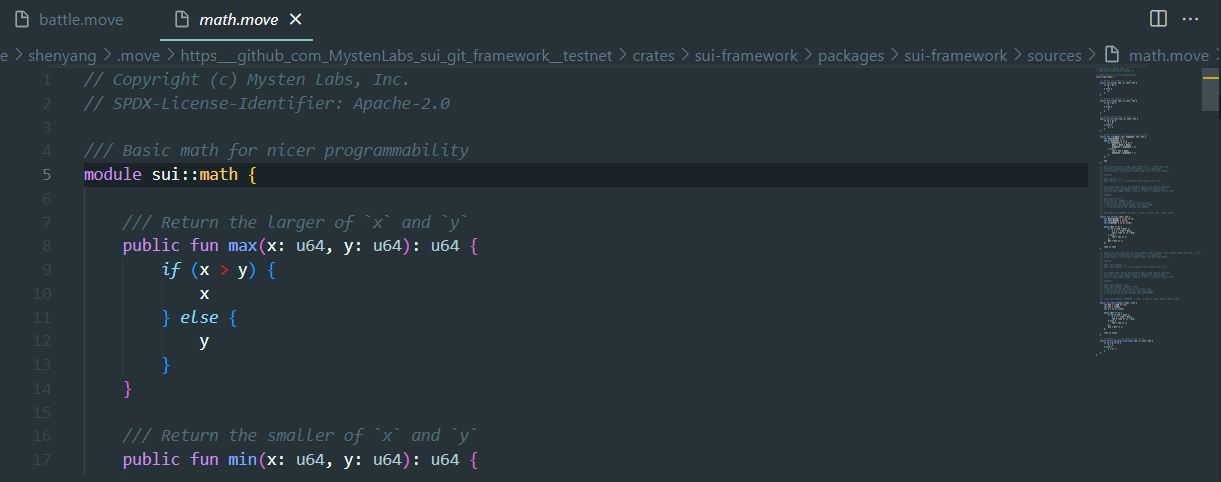 battle.move
math.move
e > shenyang > .move > https___github_com_MystenLabs_sui_git_framework__testnet > crates > sui-framework > packages > sui-framework > sources > math.move >
1 // Copyright (c) Mysten Labs, Inc.
2 // SPDX-License-Identifier: Apache-2.0
3
4 /// Basic math for nicer programmability
5 module sui::math {
6
7     /// Return the larger of `x` and `y`
8     public fun max(x: u64, y: u64): u64 {
9         if (x > y) {
10             x
11         } else {
12             y
13         }
14     }
15
16     /// Return the smaller of `x` and `y`
17     public fun min(x: u64, y: u64): u64 {